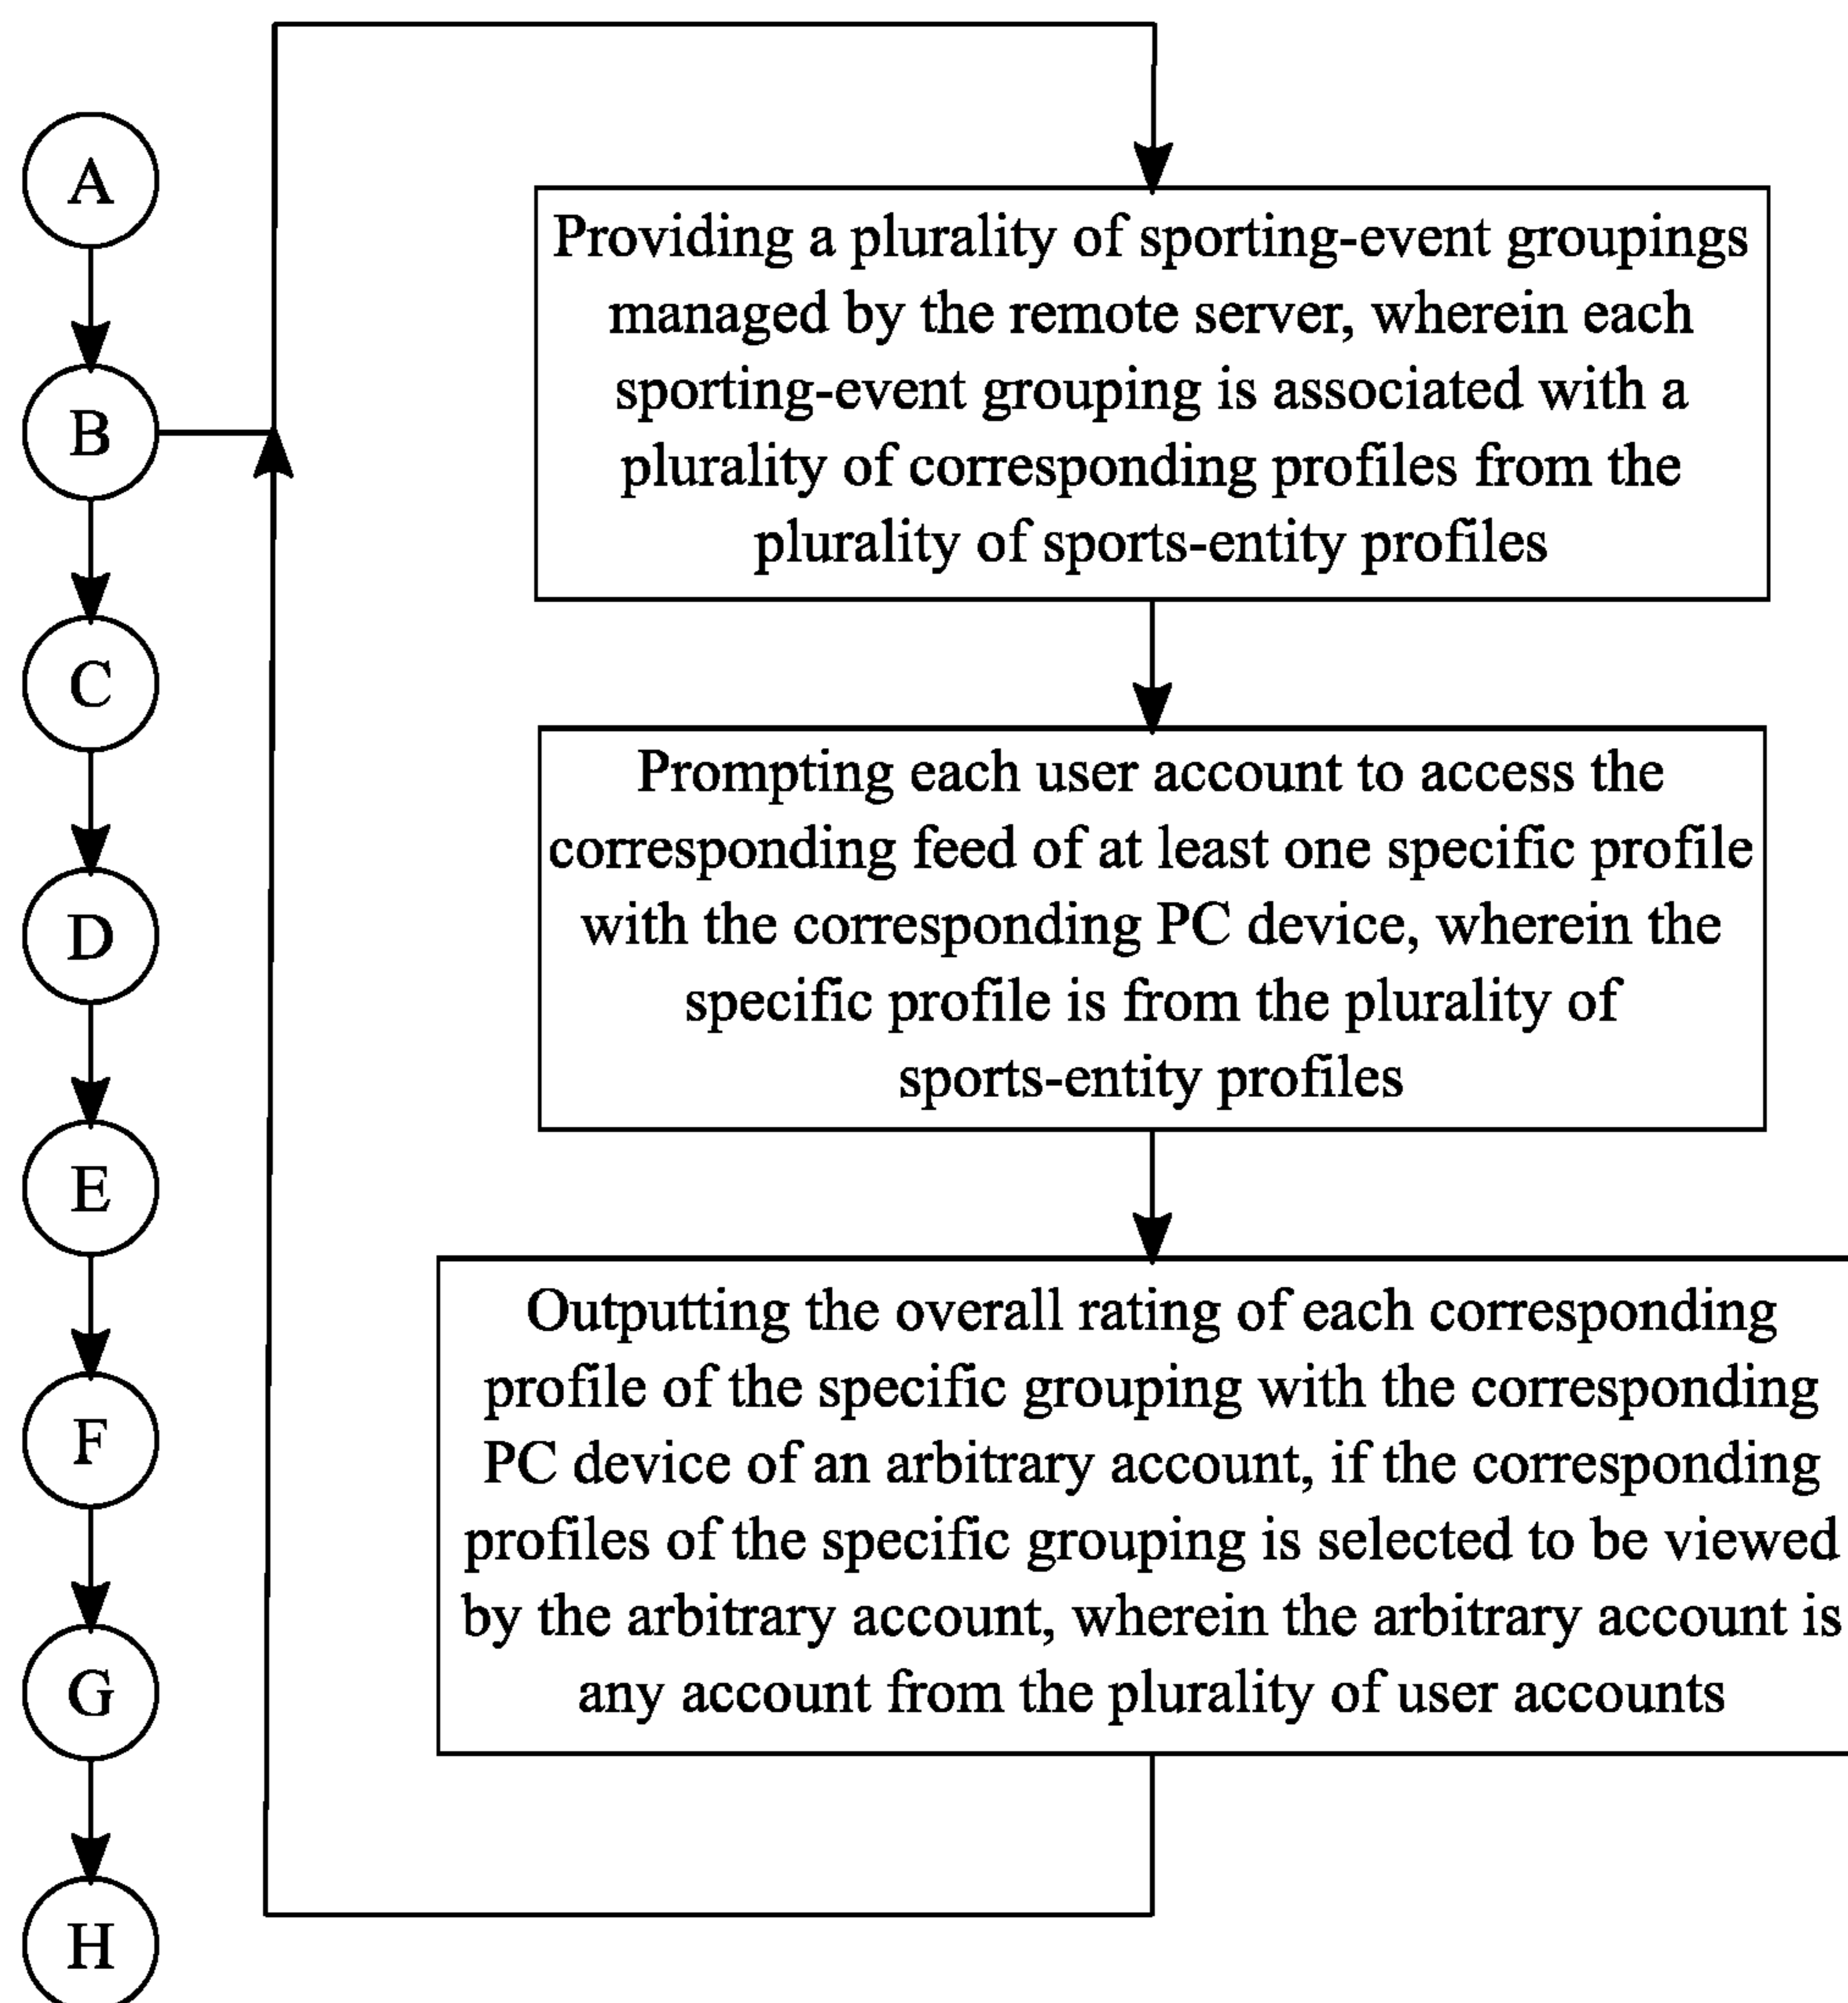 A
B
C
D
E
F
G
H
Providing a plurality of sporting-event groupings
managed by the remote server, wherein each
sporting-event grouping is associated with a
plurality of corresponding profiles from the
plurality of sports-entity profiles
Prompting each user account to access the
corresponding feed of at least one specific profile
with the corresponding PC device, wherein the
specific profile is from the plurality of
sports-entity profiles
Outputting the overall rating of each corresponding
profile of the specific grouping with the corresponding
PC device of an arbitrary account, if the corresponding
profiles of the specific grouping is selected to be viewed
by the arbitrary account, wherein the arbitrary account is
any account from the plurality of user accounts